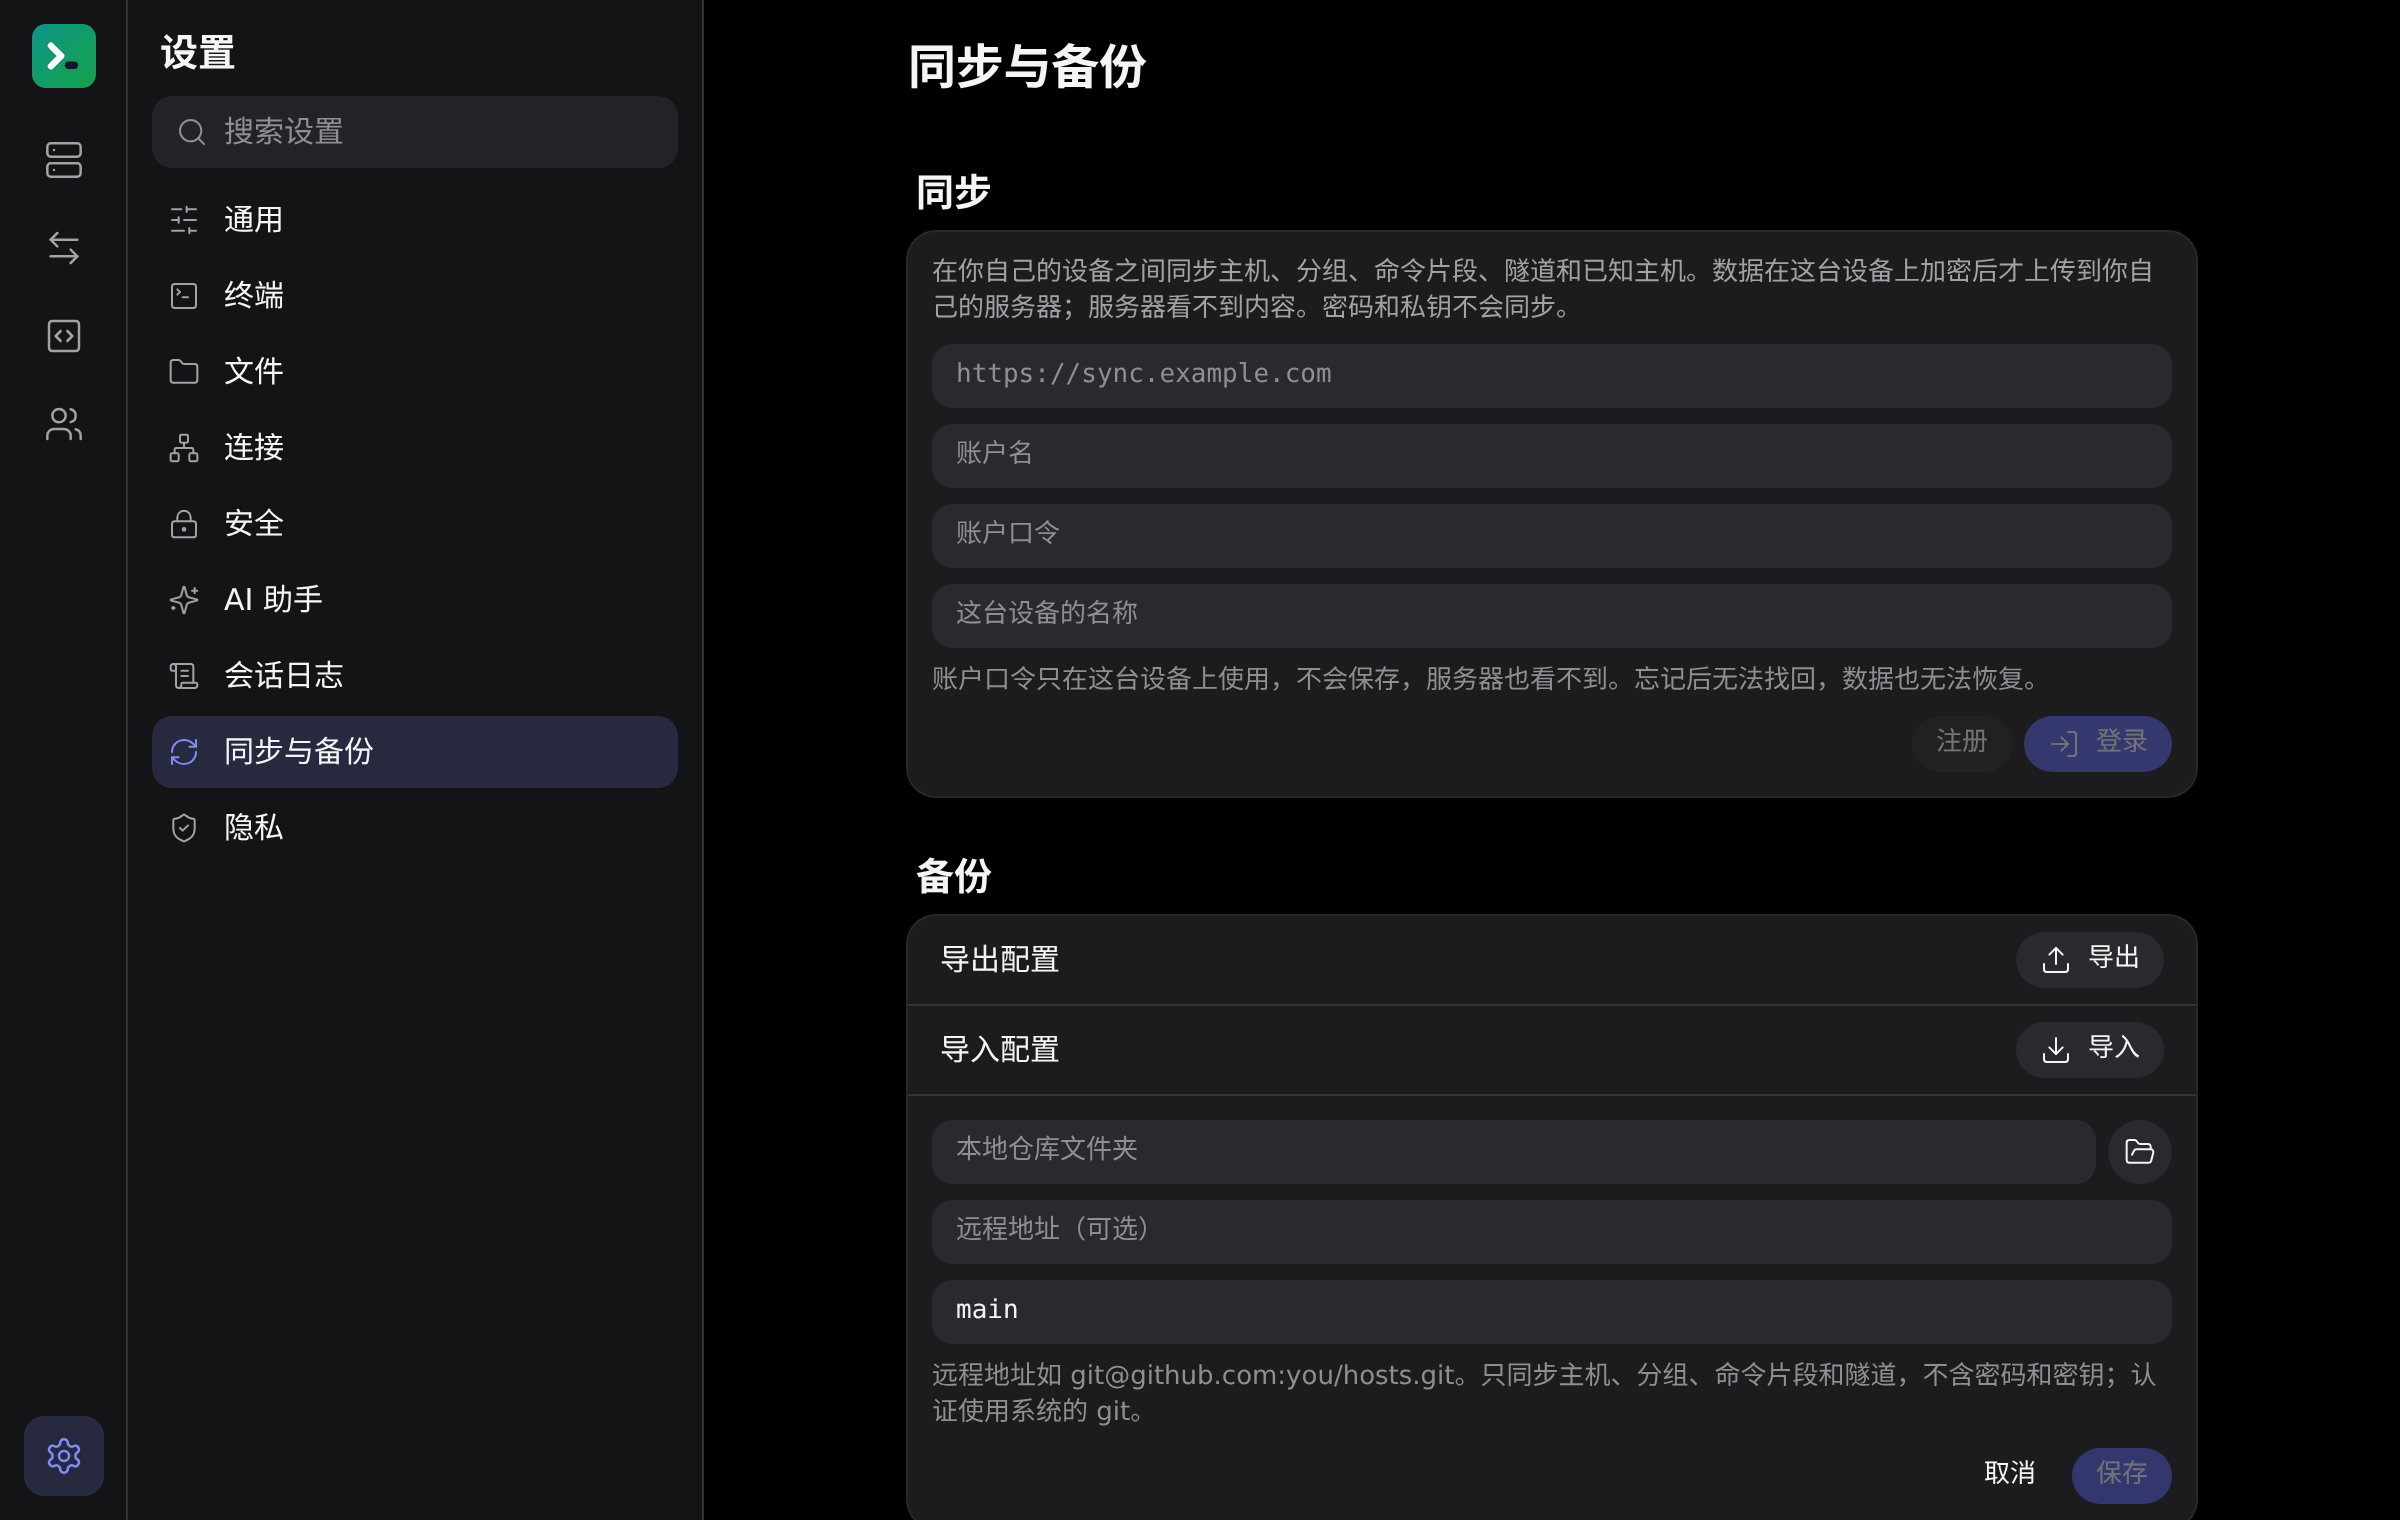 设置
搜索设置
通用
终端
文件
连接
安全
AI 助手
会话日志
同步与备份
隐私
同步与备份
同步
在你自己的设备之间同步主机、分组、命令片段、隧道和已知主机。数据在这台设备上加密后才上传到你自
己的服务器；服务器看不到内容。密码和私钥不会同步。
https://sync.example.com
账户名
账户口令
这台设备的名称
账户口令只在这台设备上使用，不会保存，服务器也看不到。忘记后无法找回，数据也无法恢复。
注册
登录
备份
导出配置
导出
导入配置
导入
本地仓库文件夹
远程地址（可选）
main
远程地址如 git@github.com:you/hosts.git。只同步主机、分组、命令片段和隧道，不含密码和密钥；认
证使用系统的 git。
取消
保存